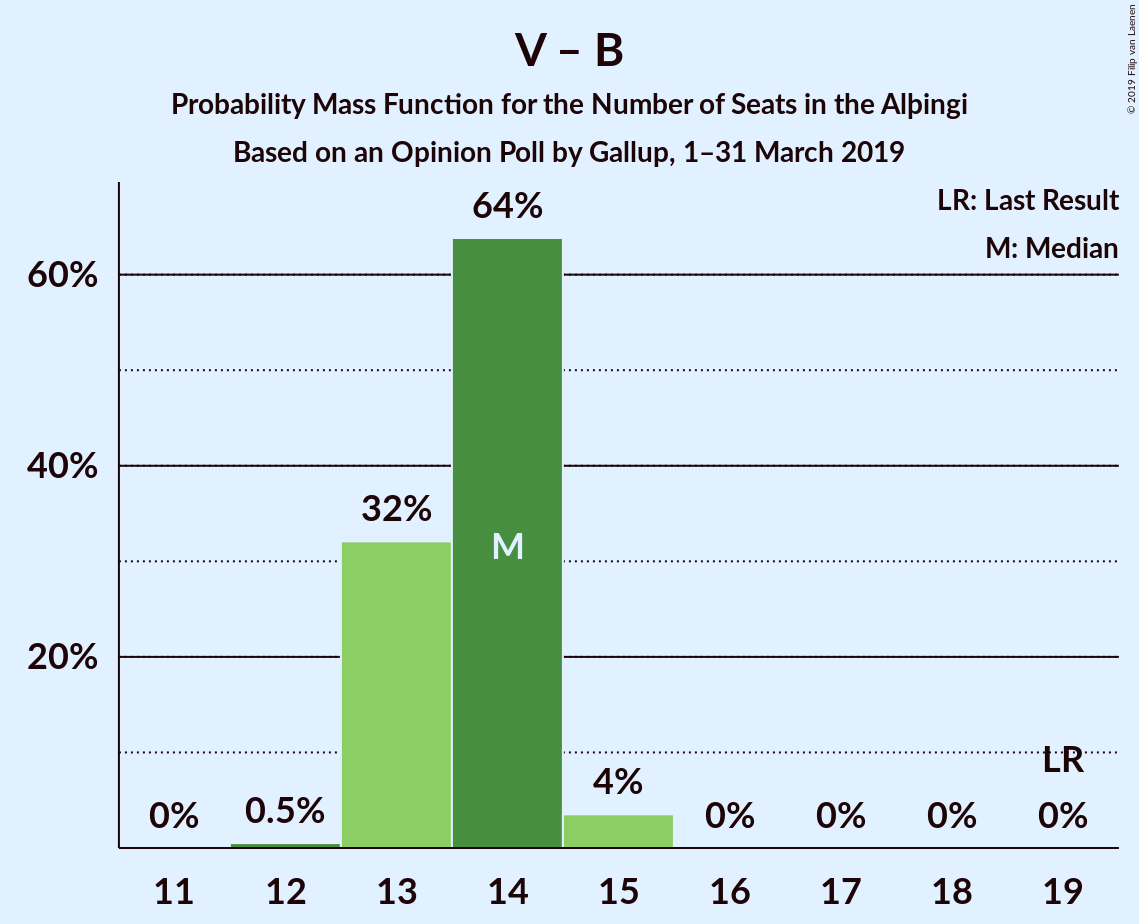 V – B
Probability Mass Function for the Number of Seats in the Alþingi
Based on an Opinion Poll by Gallup, 1–31 March 2019
© 2019 Filip van Laenen
LR: Last Result
M: Median
60%
40%
20%
0%
0.5%
32%
64%
M
4%
0%
0%
0%
LR
0%
11
12
13
14
15
16
17
18
19